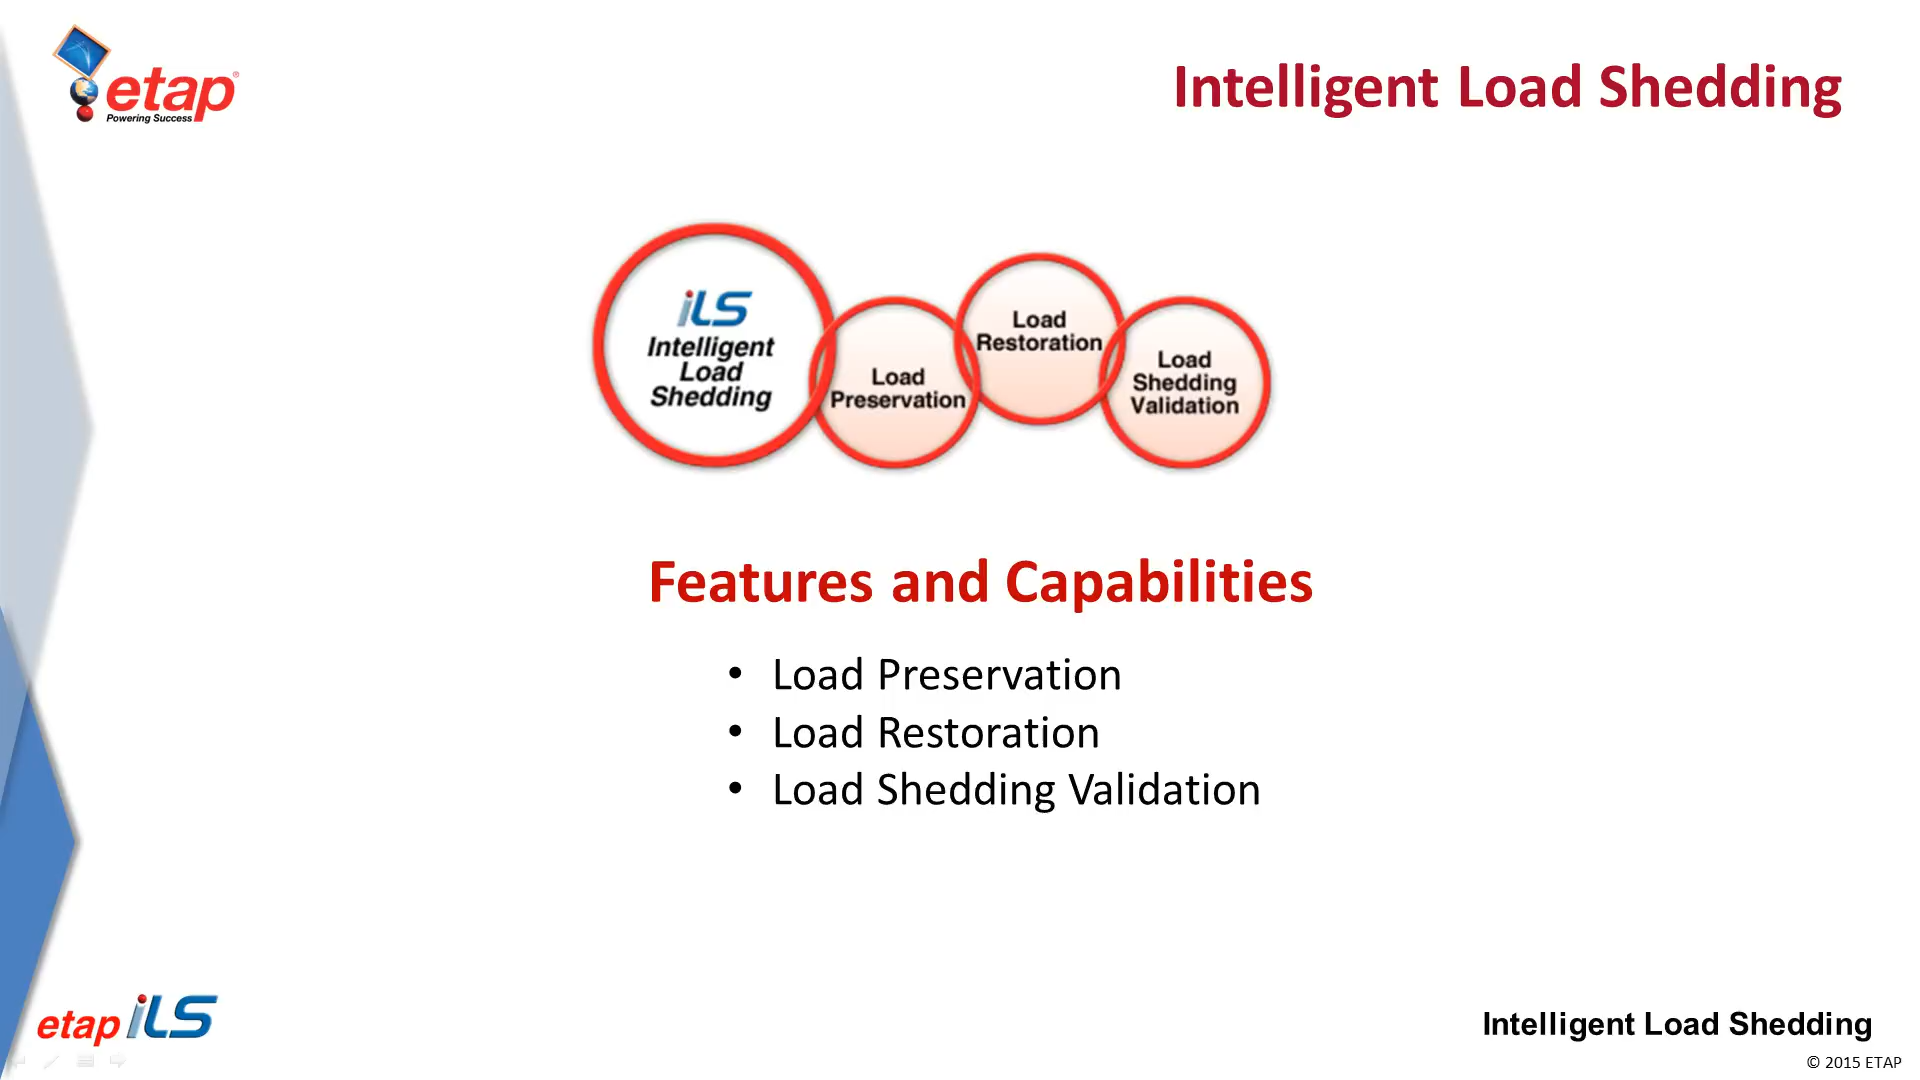 etap®
Powering Success
Intelligent Load Shedding
iLS
Intelligent
Load
Shedding
Load
Preservation
Load
Restoration
Load
Shedding
Validation
Features and Capabilities
• Load Preservation
• Load Restoration
• Load Shedding Validation
etap iLS
Intelligent Load Shedding
© 2015 ETAP